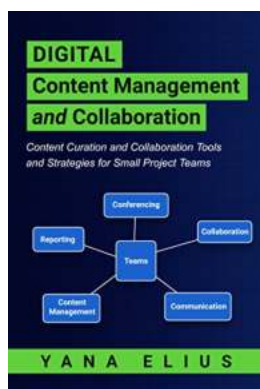 DIGITAL
Content Management
and Collaboration
Content Curation and Collaboration Tools
and Strategies for Small Project Teams
Conferencing
Reporting
Collaboration
Teams
Content
Management
Communication
YANA ELIUS